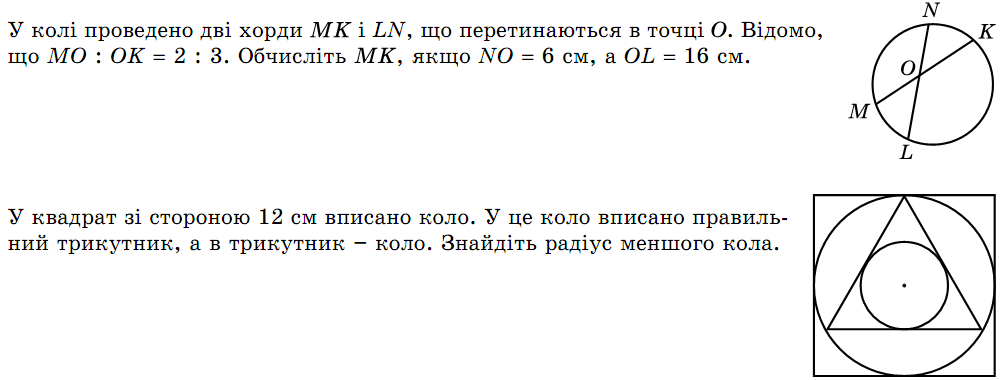 У колі проведено дві хорди MK і LN, що перетинаються в точці O. Відомо,
що MO : OK = 2 : 3. Обчисліть MK, якщо NO = 6 см, а OL = 16 см.
N
K
O
M
L
У квадрат зі стороною 12 см вписано коло. У це коло вписано правиль-
ний трикутник, а в трикутник − коло. Знайдіть радіус меншого кола.